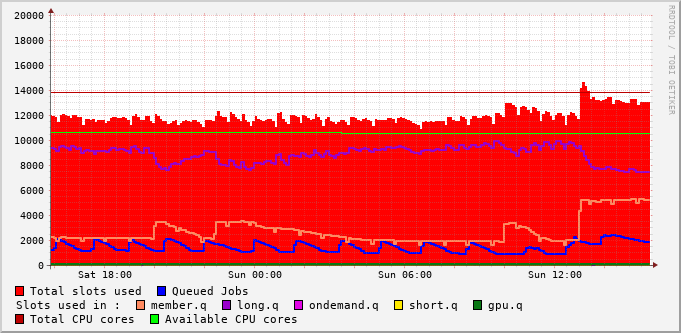 RRDTOOL / TOBI OETIKER
20000
18000
16000
14000
12000
10000
8000
6000
4000
2000
0
Sat 18:00 Sun 00:00 Sun 06:00 Sun 12:00
Total slots used Queued Jobs
Slots used in : member.q long.q ondemand.q short.q gpu.q
Total CPU cores Available CPU cores